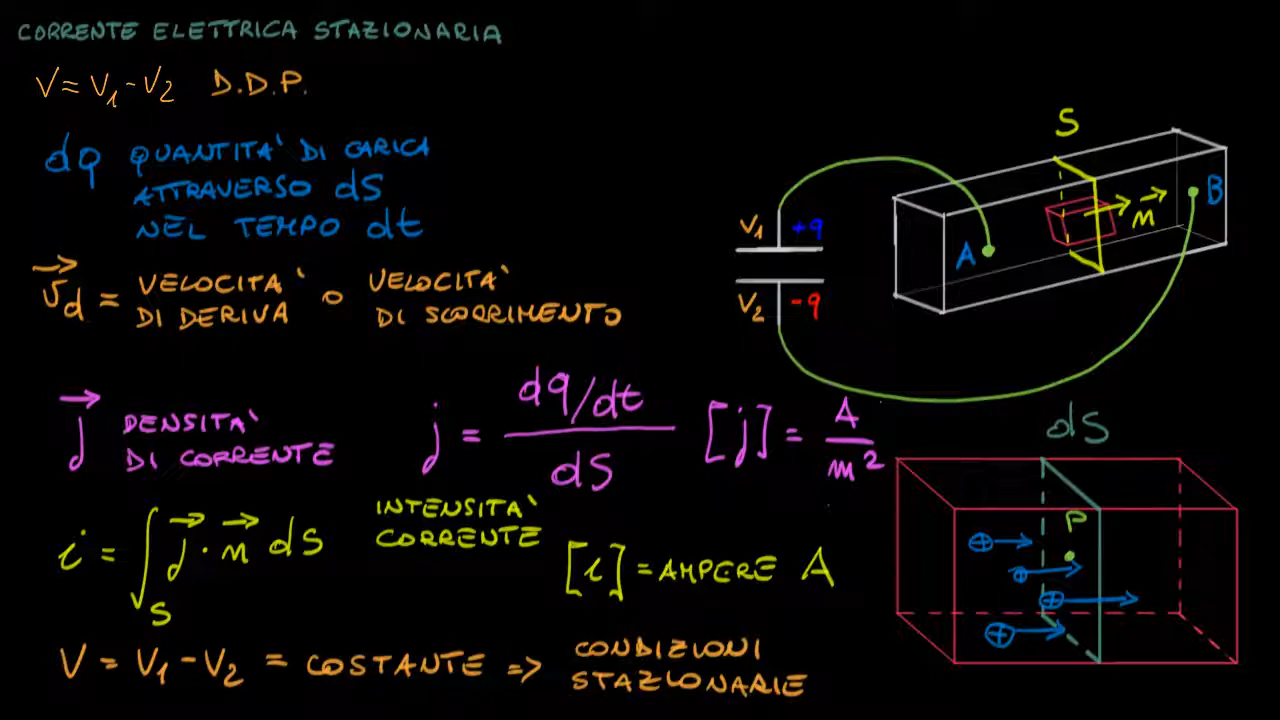 CORRENTE ELETTRICA STAZIONARIA
V = V₁ - V₂ D.D.P.
dq QUANTITA' DI CARICA
ATTRAVERSO dS
NEL TEMPO dt
v⃗d = VELOCITA' DI DERIVA O VELOCITA' DI SCORRIMENTO
j⃗ DENSITA' DI CORRENTE
j = dq/dt / dS [j] = A/m²
i = ∫S j⃗ · n⃗ dS INTENSITA' CORRENTE
[i] = AMPERE A
V = V₁ - V₂ = COSTANTE ⇒ CONDIZIONI STAZIONARIE
S
V₁ +q
V₂ -q
A
n⃗
B
dS
P